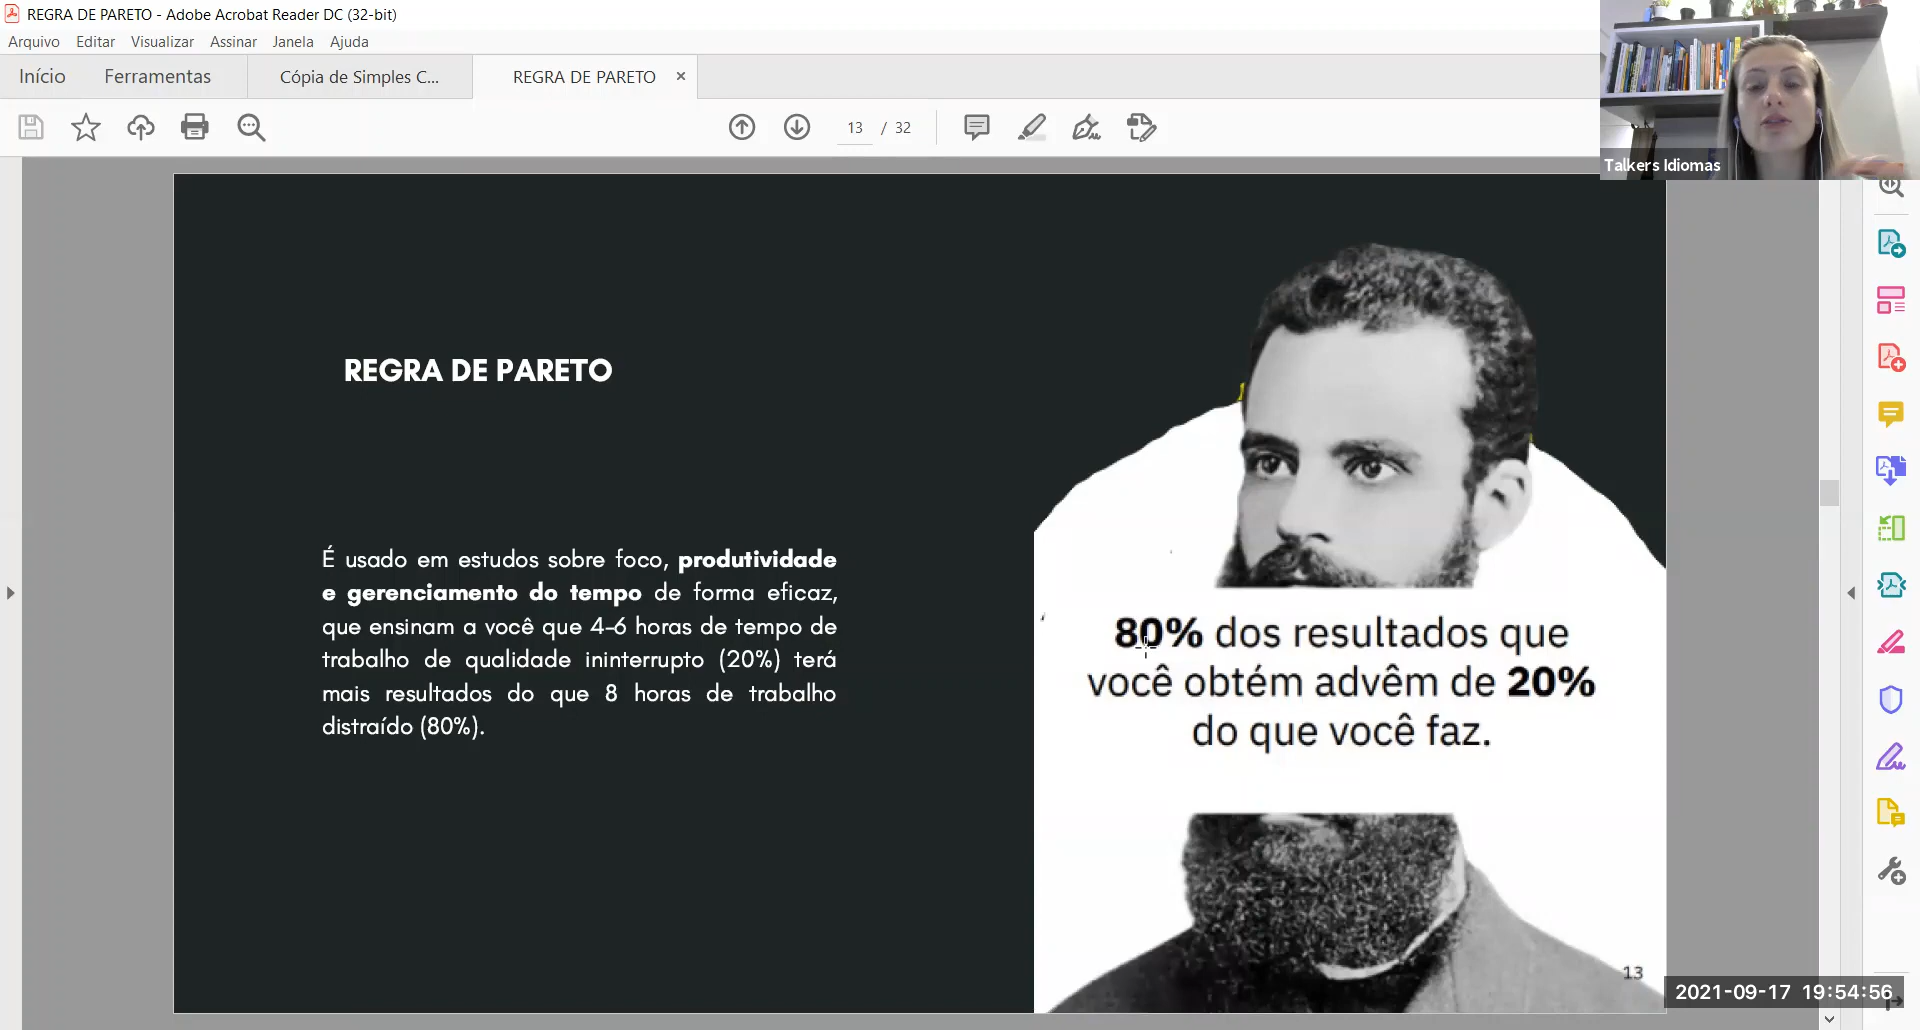 REGRA DE PARETO - Adobe Acrobat Reader DC (32-bit)
Arquivo Editar Visualizar Assinar Janela Ajuda
Início Ferramentas Cópia de Simples C... REGRA DE PARETO ×
13 / 32
Talkers Idiomas
REGRA DE PARETO
É usado em estudos sobre foco, produtividade
e gerenciamento do tempo de forma eficaz,
que ensinam a você que 4-6 horas de tempo de
trabalho de qualidade ininterrupto (20%) terá
mais resultados do que 8 horas de trabalho
distraído (80%).
80% dos resultados que
você obtém advêm de 20%
do que você faz.
13
2021-09-17 19:54:56